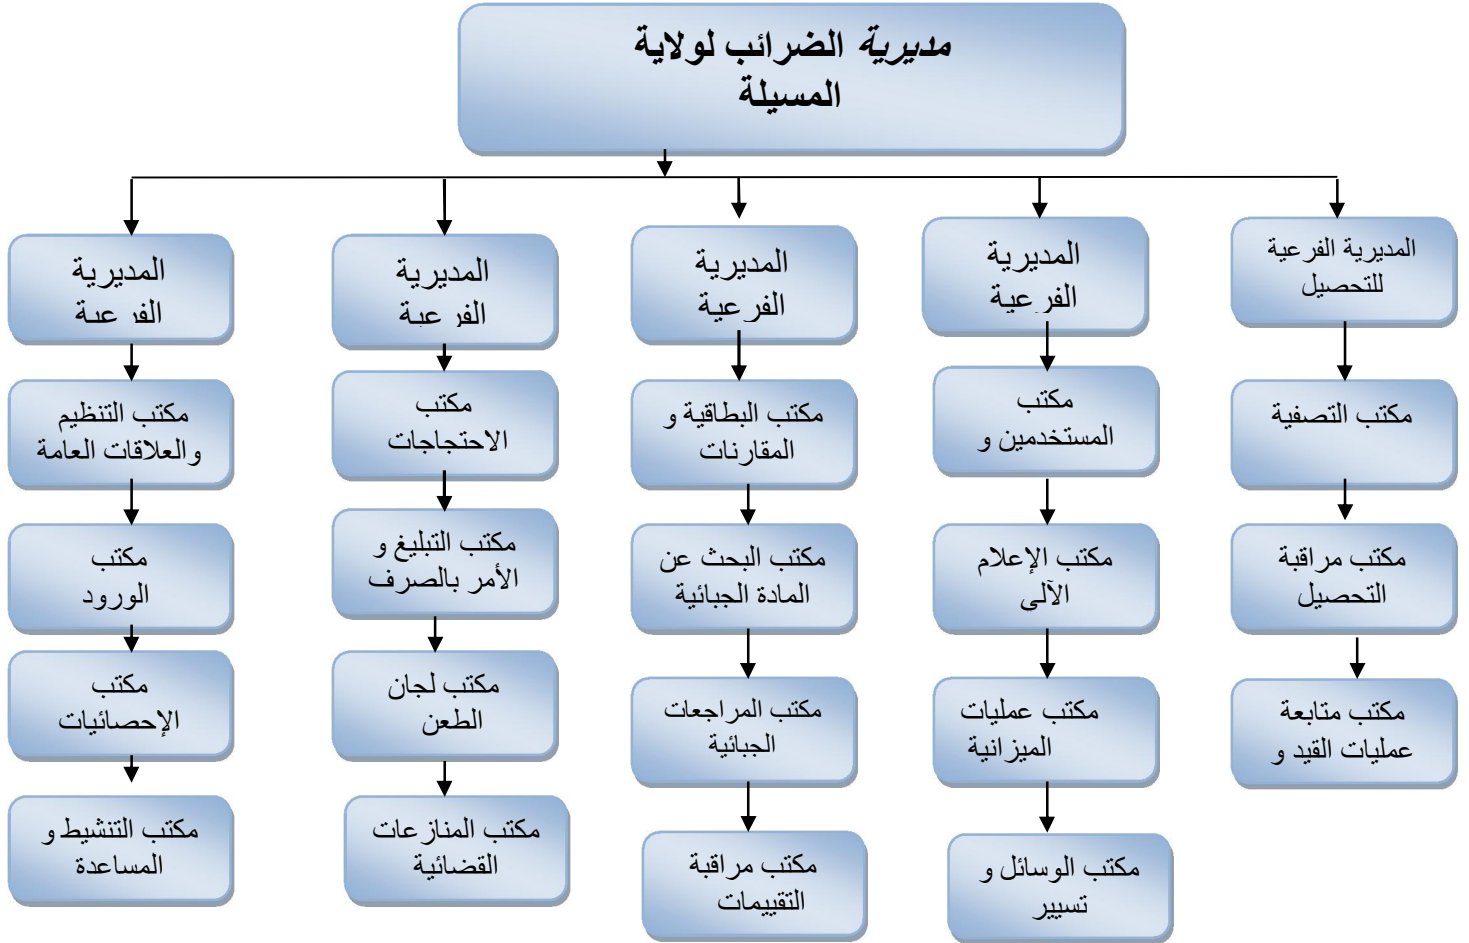 مديرية الضرائب لولاية
المسيلة
المديرية الفرعية
للتحصيل
مكتب التصفية
مكتب مراقبة
التحصيل
مكتب متابعة
عمليات القيد و
المديرية
الفرعية
مكتب
المستخدمين و
مكتب الإعلام
الآلى
مكتب عمليات
الميزانية
مكتب الوسائل و
تسيير
المديرية
الفرعية
مكتب البطاقية و
المقارنات
مكتب البحث عن
المادة الجبائية
مكتب المراجعات
الجبائية
مكتب مراقبة
التقييمات
المديرية
الفرعية
مكتب
الاحتجاجات
مكتب التبليغ و
الأمر بالصرف
مكتب لجان
الطعن
مكتب المنازعات
القضائية
المديرية
الفرعية
مكتب التنظيم
والعلاقات العامة
مكتب
الورود
مكتب
الإحصائيات
مكتب التنشيط و
المساعدة